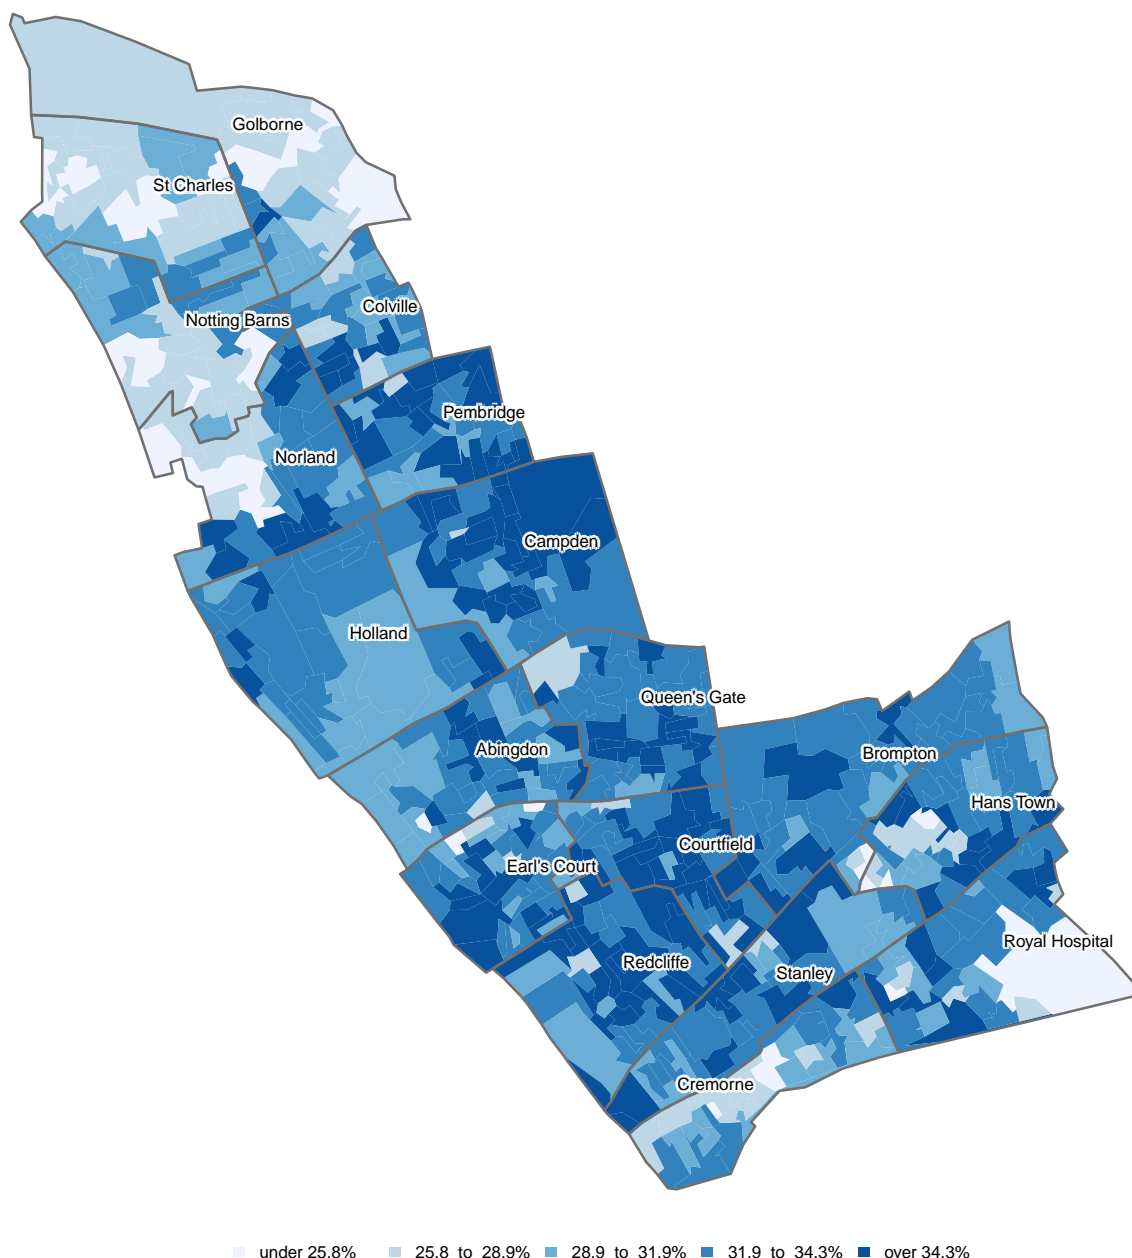 Golborne
St Charles
Colville
Notting Barns
Pembridge
Norland
Campden
Holland
Queen's Gate
Abingdon
Brompton
Hans Town
Courtfield
Earl's Court
Royal Hospital
Redcliffe
Stanley
Cremorne
under 25.8% 25.8 to 28.9% 28.9 to 31.9% 31.9 to 34.3% over 34.3%